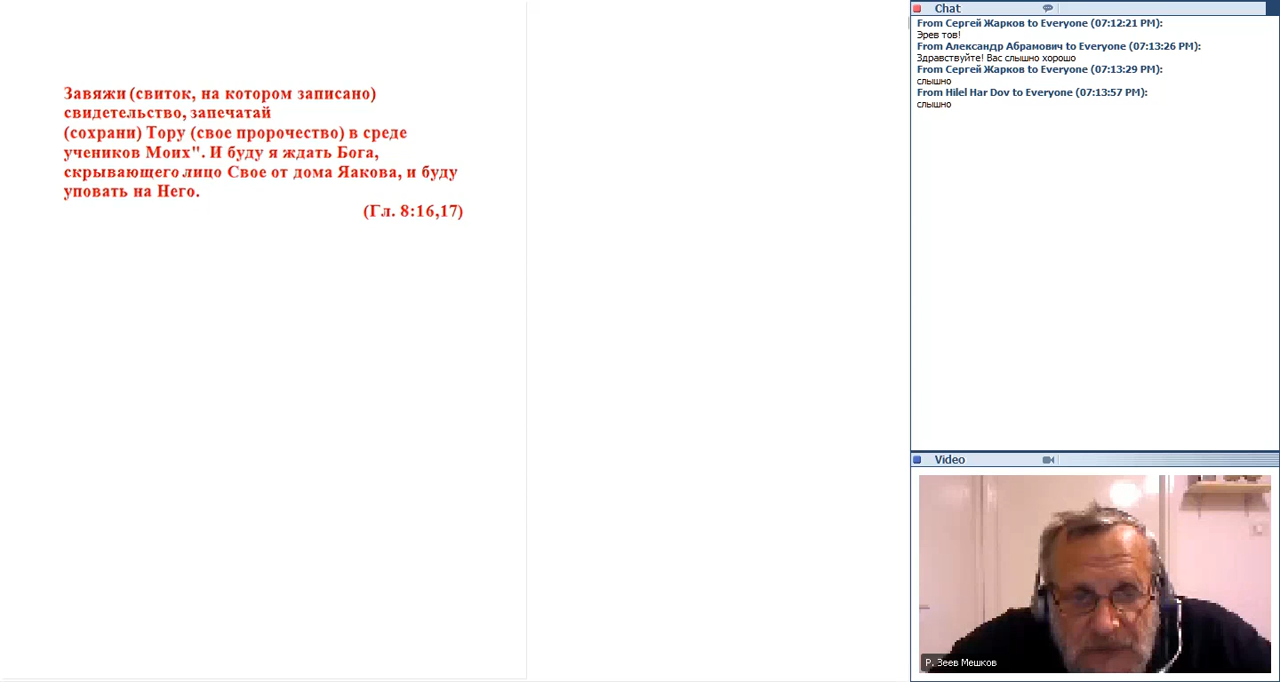 Завяжи (свиток, на котором записано)
свидетельство, запечатай
(сохрани) Тору (свое пророчество) в среде
учеников Моих". И буду я ждать Бога,
скрывающего лицо Свое от дома Яакова, и буду
уповать на Него.
(Гл. 8:16,17)
Chat
From Сергей Жарков to Everyone (07:12:21 PM):
Эрев тов!
From Александр Абрамович to Everyone (07:13:26 PM):
Здравствуйте! Вас слышно хорошо
From Сергей Жарков to Everyone (07:13:29 PM):
слышно
From Hilel Har Dov to Everyone (07:13:57 PM):
слышно
Video
Р. Зеев Мешков